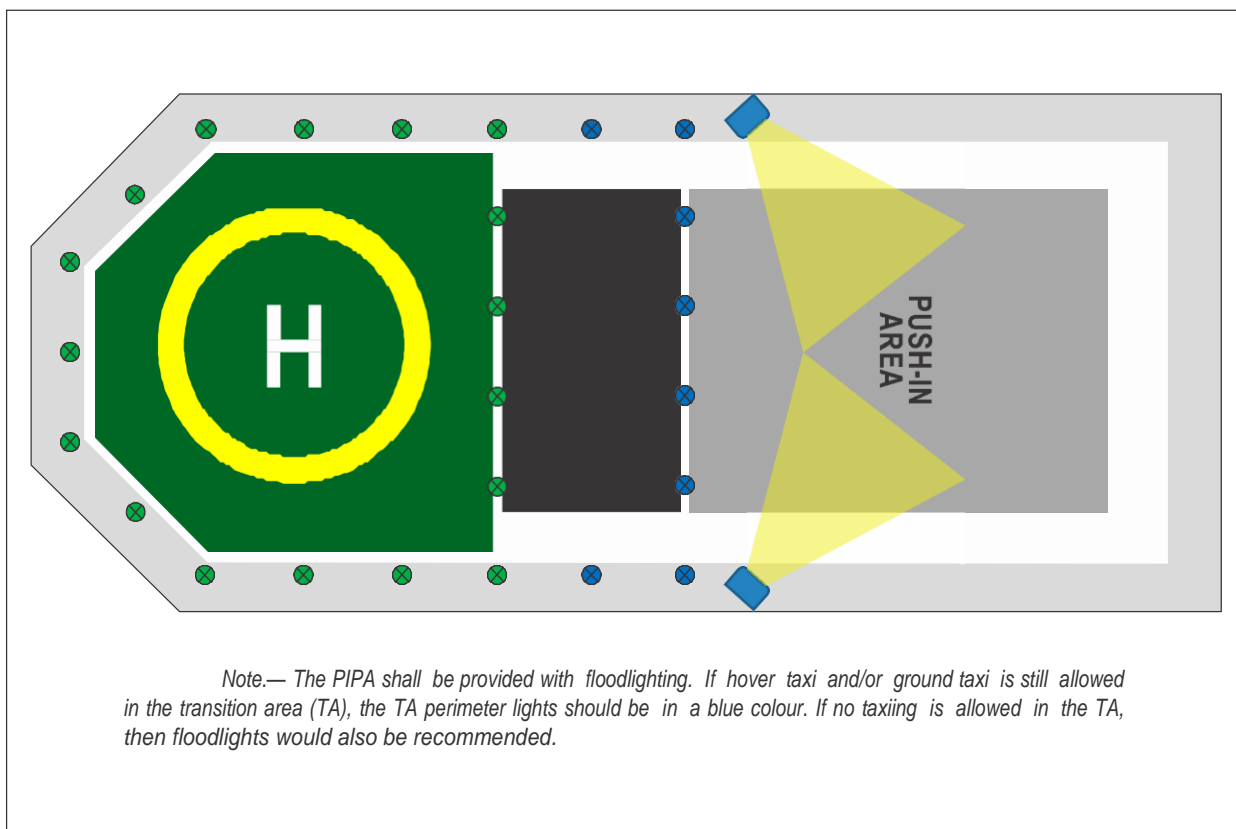 H
PUSH-IN
AREA
Note.— The PIPA shall be provided with floodlighting. If hover taxi and/or ground taxi is still allowed
in the transition area (TA), the TA perimeter lights should be in a blue colour. If no taxiing is allowed in the TA,
then floodlights would also be recommended.